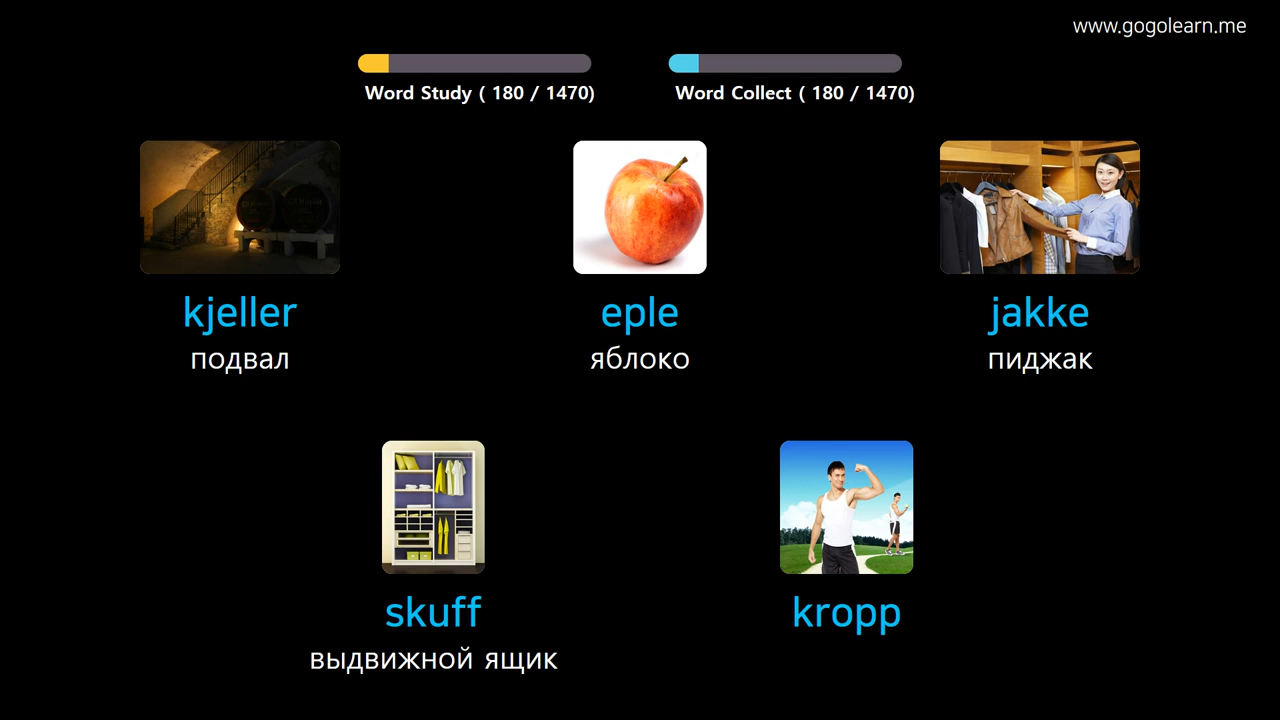 www.gogolearn.me
Word Study ( 180 / 1470)
Word Collect ( 180 / 1470)
kjeller
eple
jakke
подвал
яблоко
пиджак
skuff
kropp
выдвижной ящик